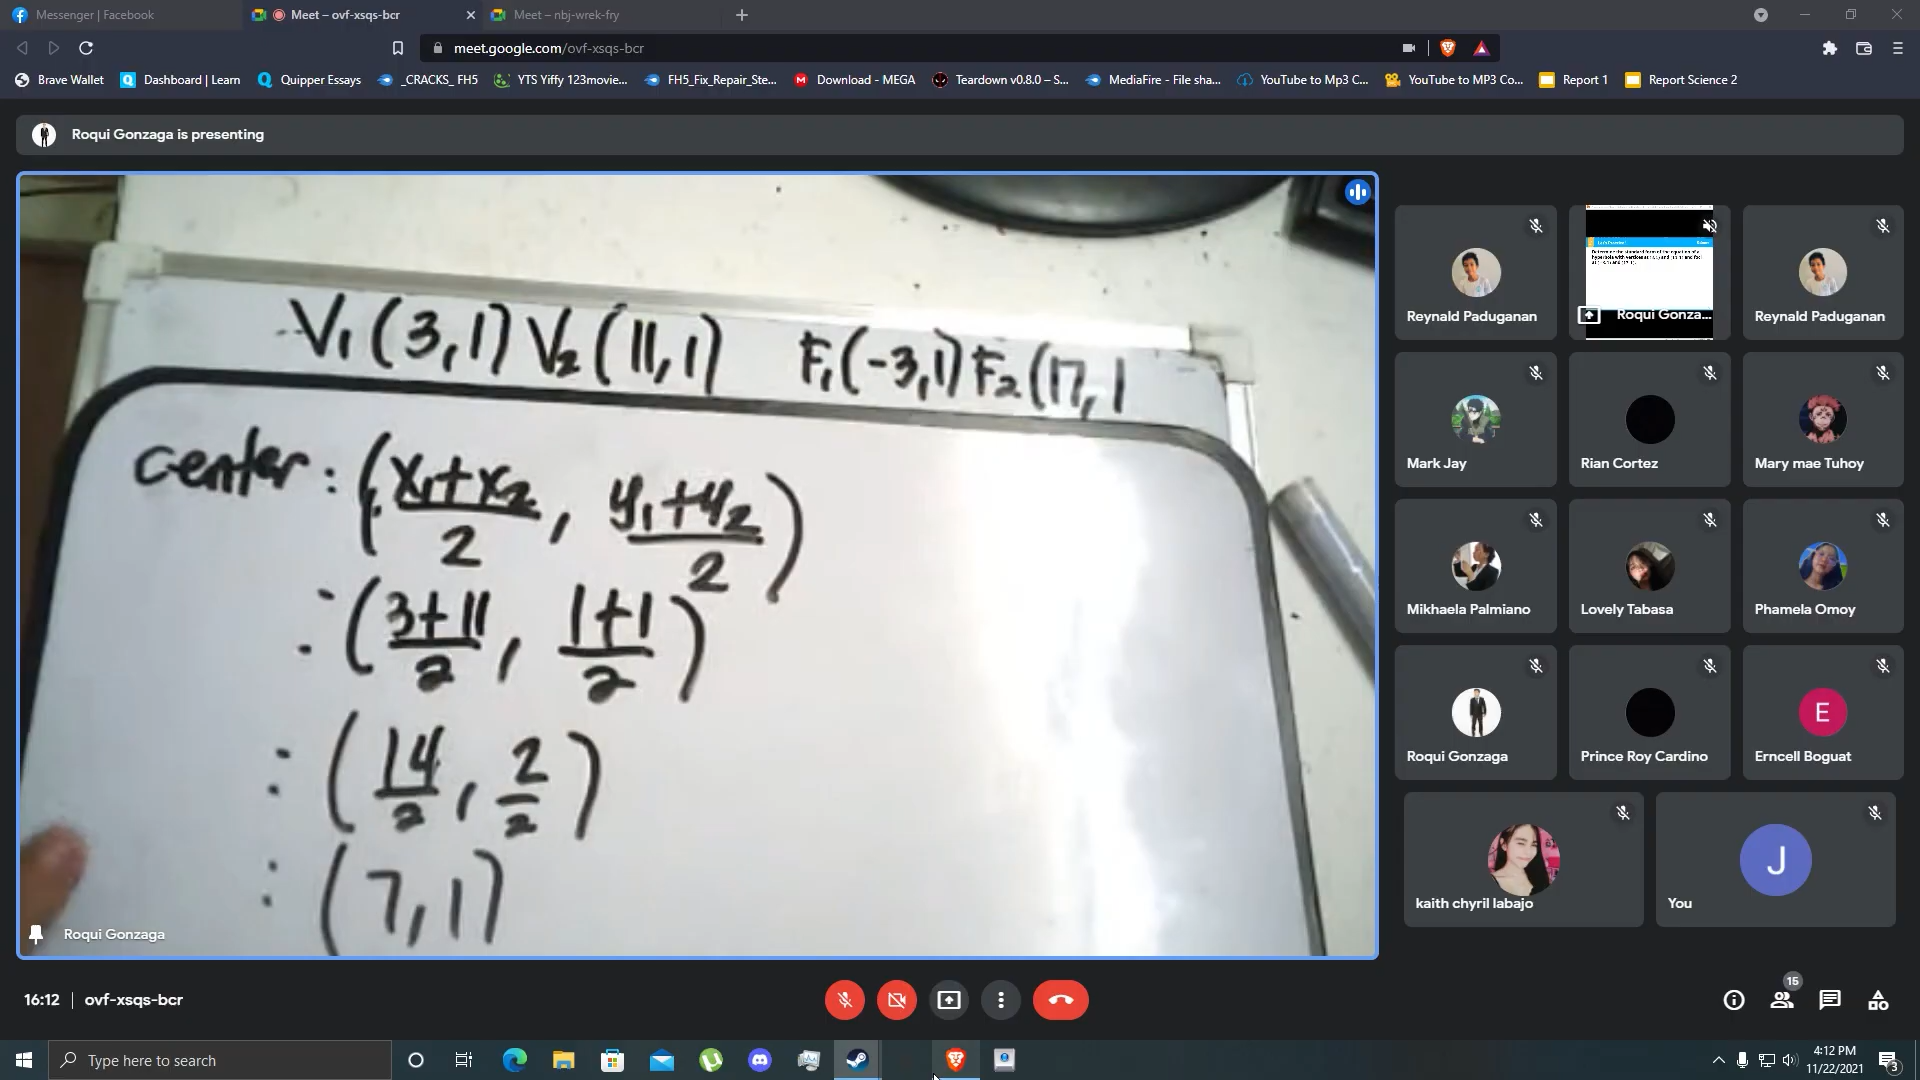 Messenger | Facebook
Meet – ovf-xsqs-bcr
Meet – nbj-wrek-fry
meet.google.com/ovf-xsqs-bcr
Brave Wallet
Dashboard | Learn
Quipper Essays
_CRACKS_ FH5
YTS Yiffy 123movie...
FH5_Fix_Repair_Ste...
Download - MEGA
Teardown v0.8.0 – S...
MediaFire - File sha...
YouTube to Mp3 C...
YouTube to MP3 Co...
Report 1
Report Science 2
Roqui Gonzaga is presenting
V₁ (3,1) V₂ (11,1) F₁(-3,1) F₂ (17,1
center: (x₁+x₂/2, y₁+y₂/2)
: (3+11/2, 1+1/2)
: (14/2, 2/2)
: (7,1)
Roqui Gonzaga
Reynald Paduganan
Roqui Gonza...
Reynald Paduganan
Mark Jay
Rian Cortez
Mary mae Tuhoy
Mikhaela Palmiano
Lovely Tabasa
Phamela Omoy
Roqui Gonzaga
Prince Roy Cardino
E
Erncell Boguat
kaith chyril labajo
J
You
16:12 | ovf-xsqs-bcr
15
Type here to search
4:12 PM
11/22/2021
3